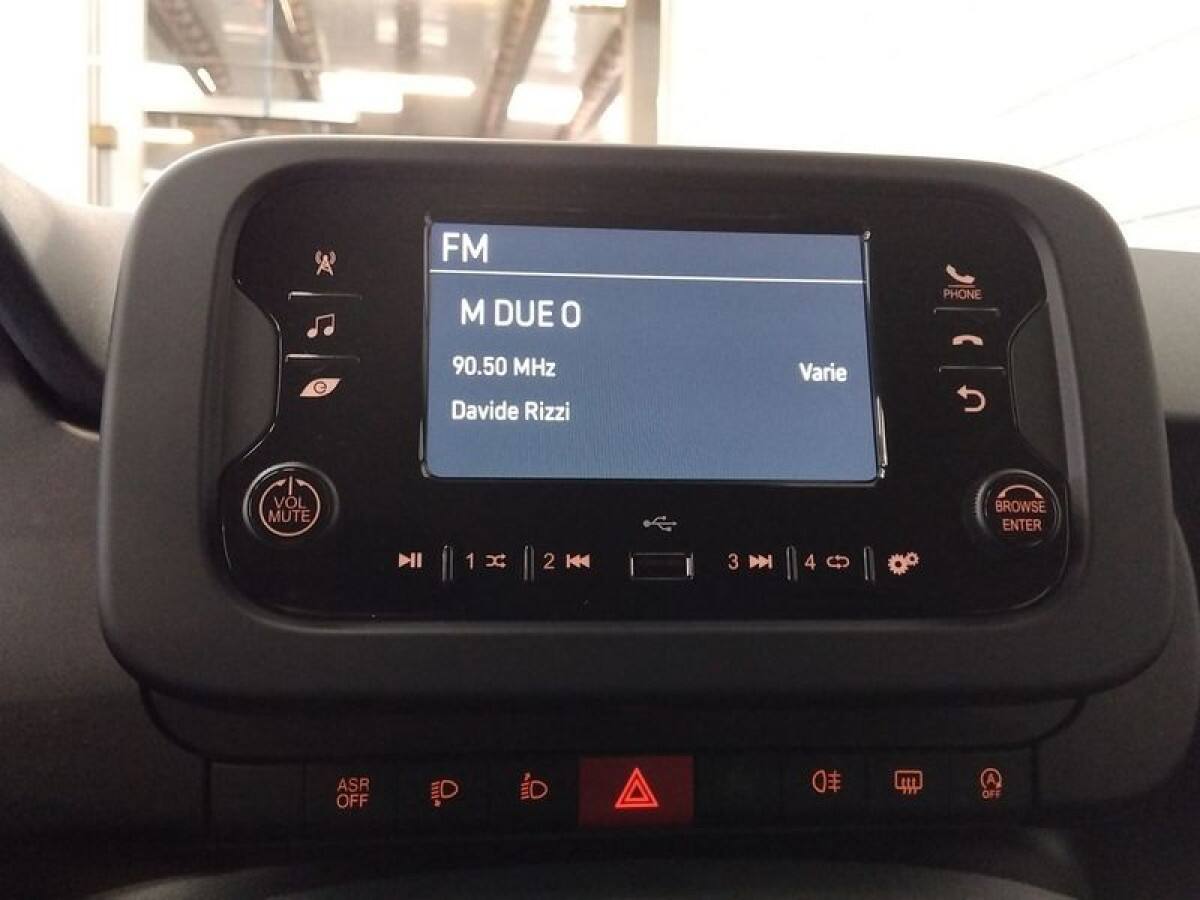 FM
M DUE O
90.50 MHz
Varie
Davide Rizzi
PHONE
VOL
MUTE
BROWSE
ENTER
1
2
3
4
ASR
OFF
A
OFF